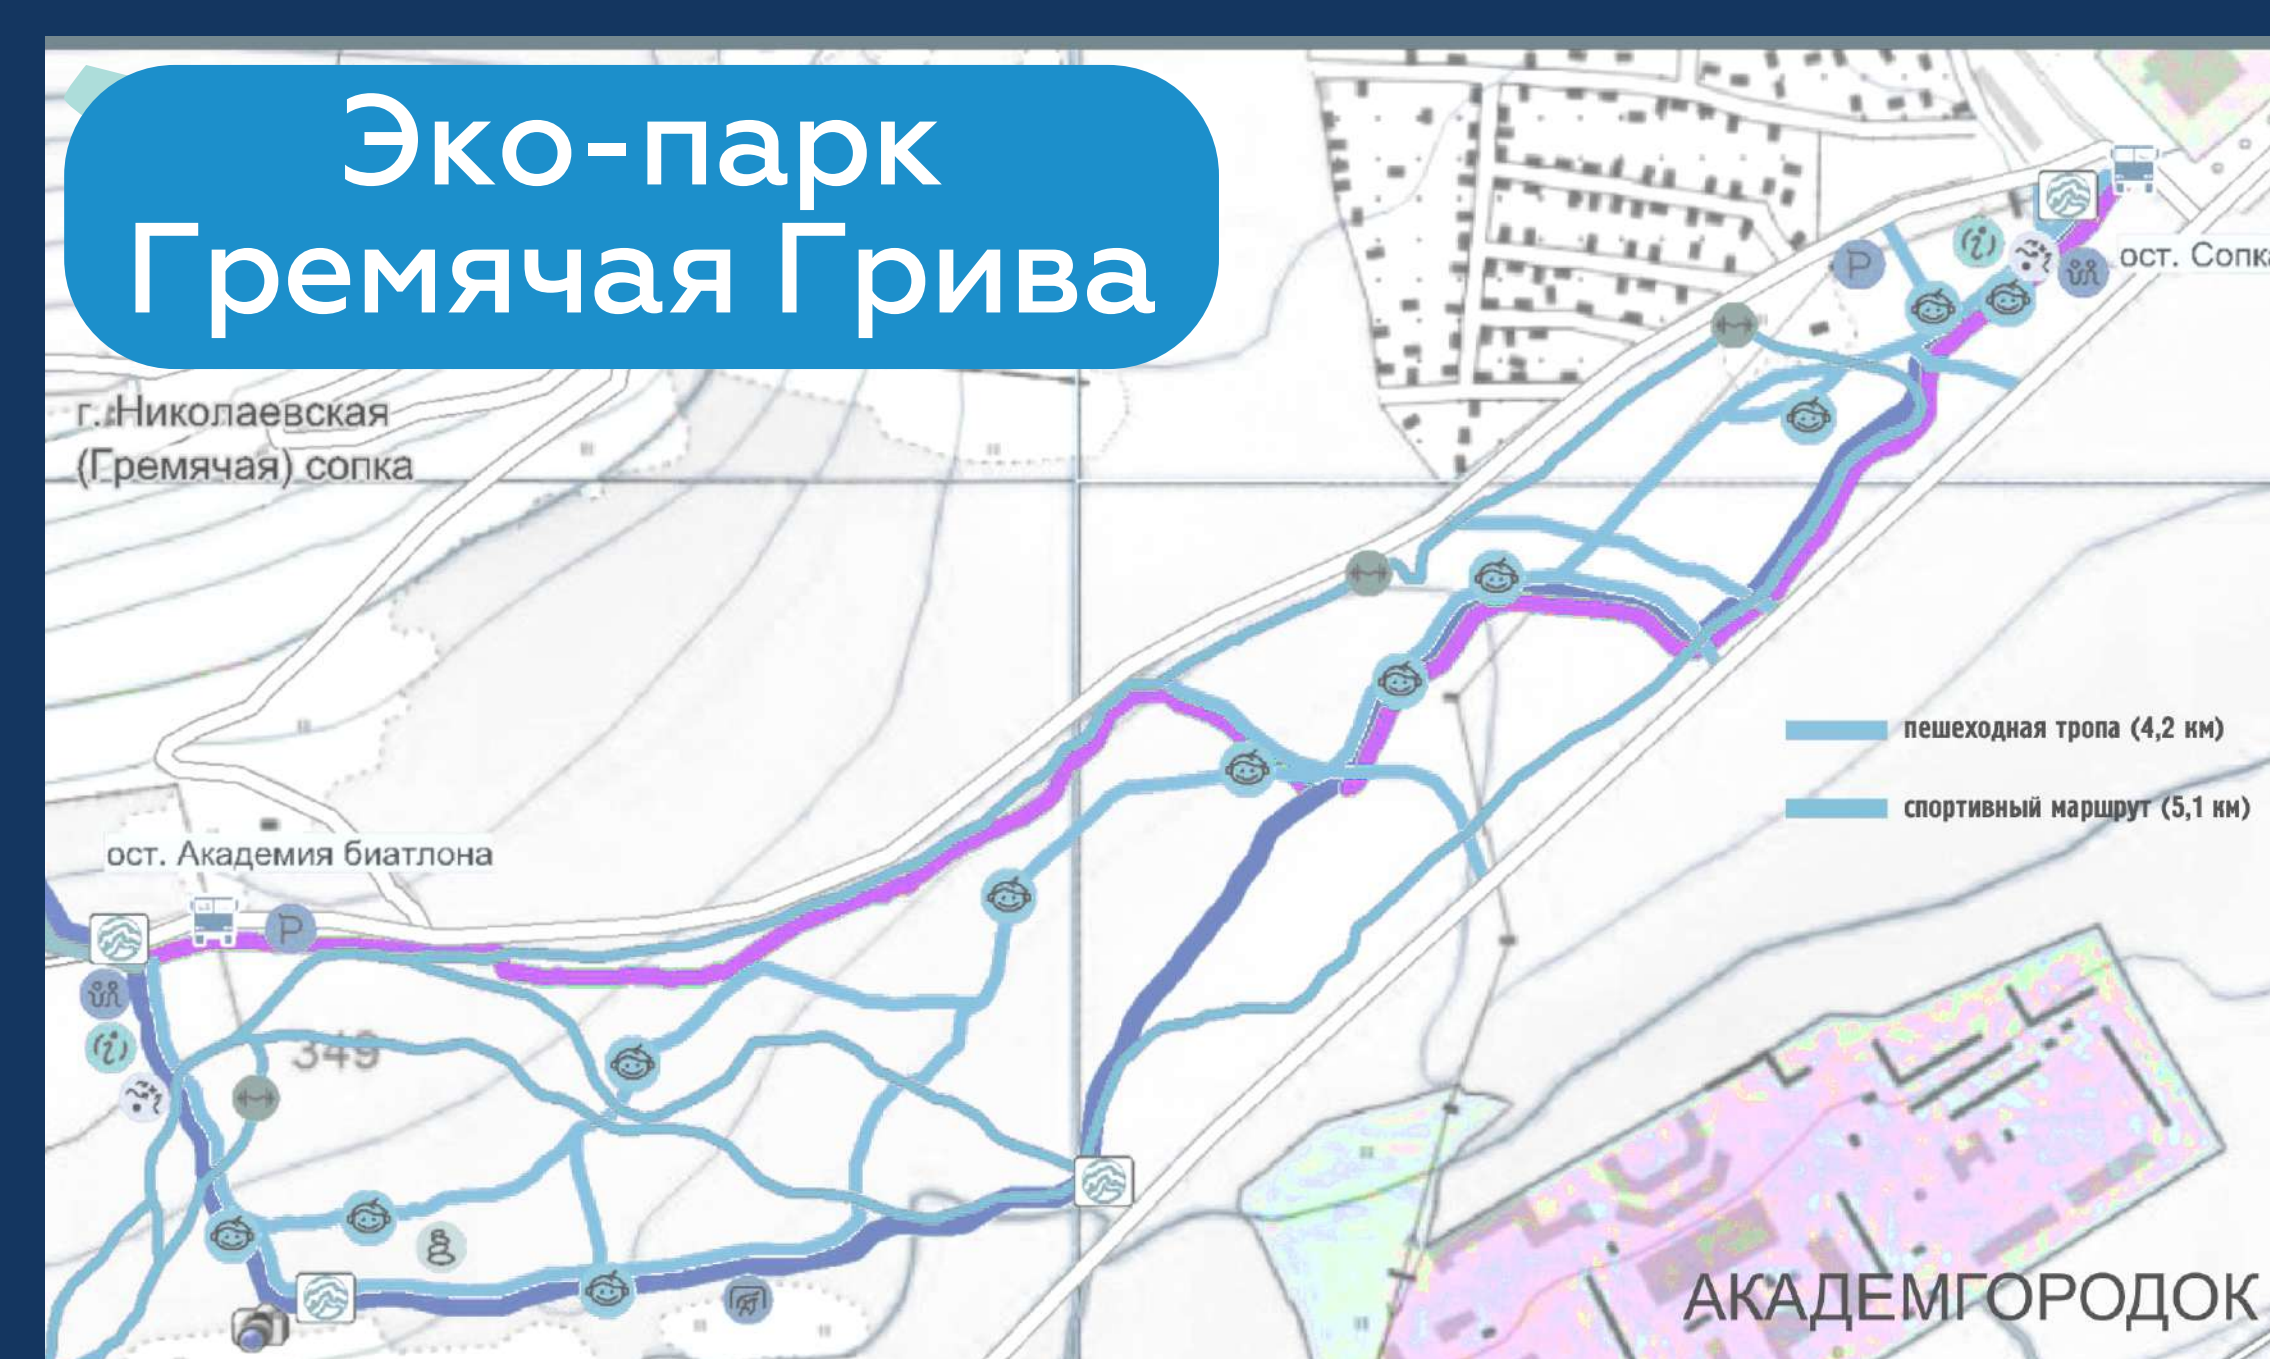 Эко-парк
Гремячая Грива
г. Николаевская
(Гремячая) сопка
ост. Сопка
P
пешеходная тропа (4,2 км)
спортивный маршрут (5,1 км)
ост. Академия биатлона
P
349
АКАДЕМГОРОДОК